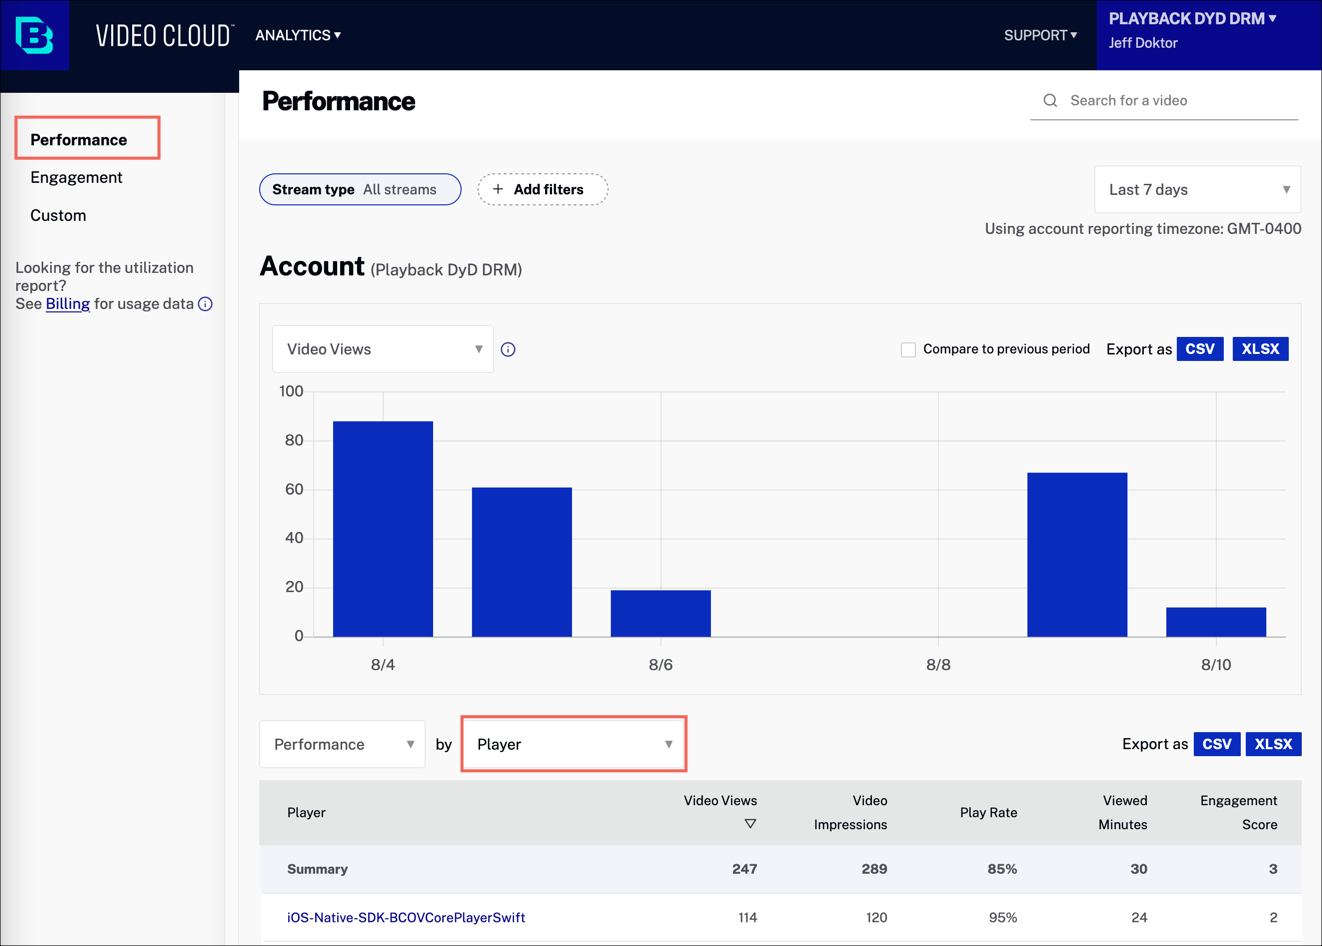 VIDEO CLOUD™
ANALYTICS ▾
SUPPORT ▾
PLAYBACK DYD DRM ▾
Jeff Doktor
Performance
Search for a video
Performance
Engagement
Custom
Looking for the utilization
report?
See Billing for usage data
Stream type All streams
+ Add filters
Last 7 days
Using account reporting timezone: GMT-0400
Account (Playback DyD DRM)
Video Views
Compare to previous period
Export as CSV XLSX
100
80
60
40
20
0
8/4 8/6 8/8 8/10
Performance by Player
Export as CSV XLSX
Player
Video Views
Video
Impressions
Play Rate
Viewed
Minutes
Engagement
Score
Summary 247 289 85% 30 3
iOS-Native-SDK-BCOVCorePlayerSwift 114 120 95% 24 2